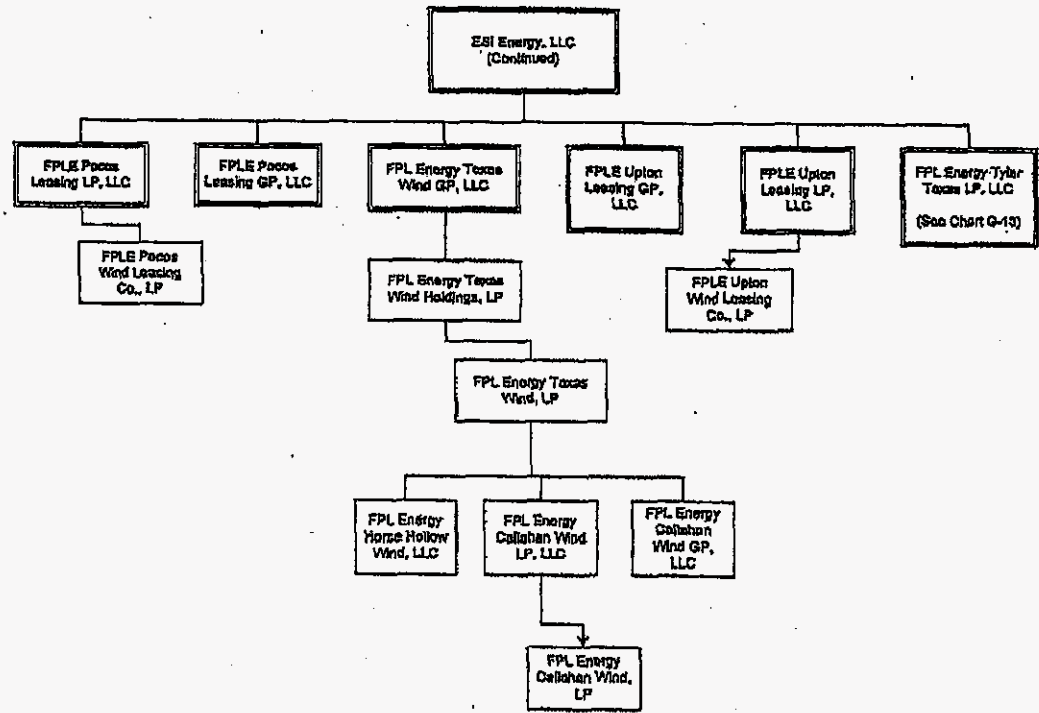 ESI Energy, LLC
(Continued)
FPLE Pecos
Leasing LP, LLC
FPLE Pecos
Leasing GP, LLC
FPL Energy Texas
Wind GP, LLC
FPLE Upton
Leasing GP,
LLC
FPLE Upton
Leasing LP,
LLC
FPL Energy Tyler
Texas LP, LLC
(See Chart G-13)
FPLE Pecos
Wind Leasing
Co., LP
FPL Energy Texas
Wind Holdings, LP
FPLE Upton
Wind Leasing
Co., LP
FPL Energy Texas
Wind, LP
FPL Energy
Horse Hollow
Wind, LLC
FPL Energy
Callahan Wind
LP, LLC
FPL Energy
Callahan
Wind GP,
LLC
FPL Energy
Callahan Wind,
LP